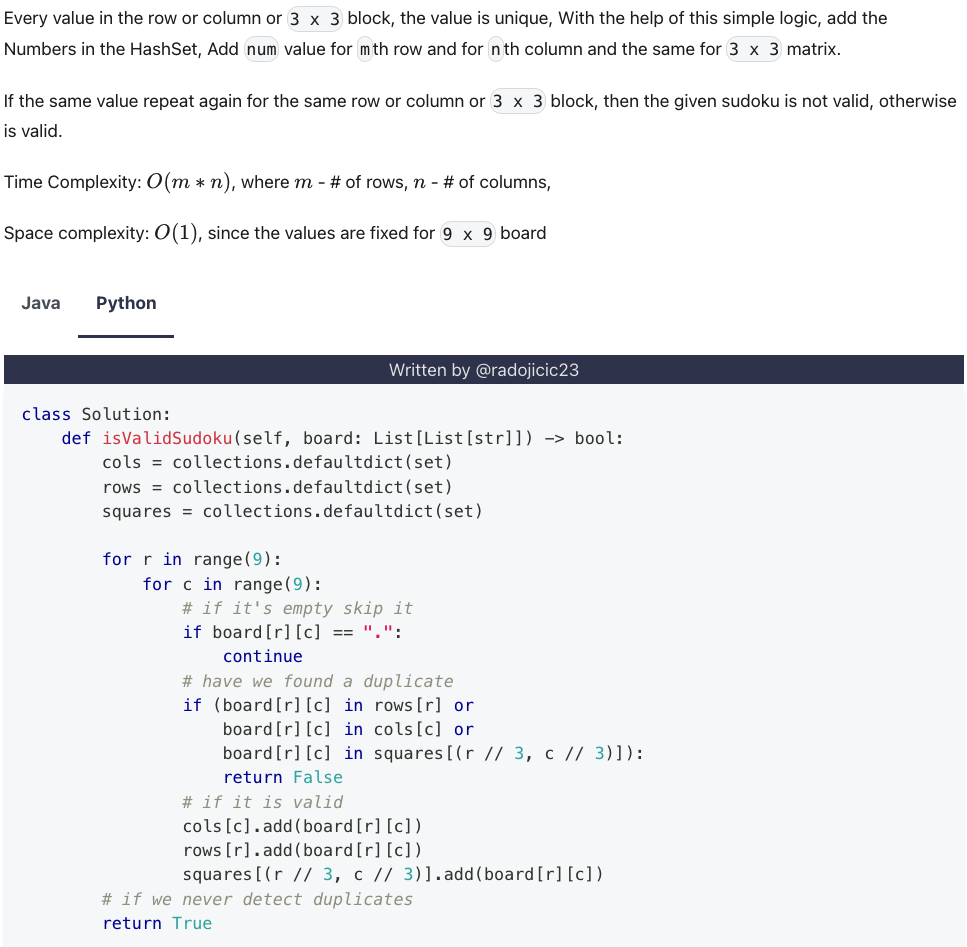 Every value in the row or column or 3 x 3 block, the value is unique, With the help of this simple logic, add the
Numbers in the HashSet, Add num value for mth row and for nth column and the same for 3 x 3 matrix.
If the same value repeat again for the same row or column or 3 x 3 block, then the given sudoku is not valid, otherwise
is valid.
Time Complexity: O(m * n), where m - # of rows, n - # of columns,
Space complexity: O(1), since the values are fixed for 9 x 9 board
Java Python
Written by @radojicic23
class Solution:
    def isValidSudoku(self, board: List[List[str]]) -> bool:
        cols = collections.defaultdict(set)
        rows = collections.defaultdict(set)
        squares = collections.defaultdict(set)
        for r in range(9):
            for c in range(9):
                # if it's empty skip it
                if board[r][c] == ".":
                    continue
                # have we found a duplicate
                if (board[r][c] in rows[r] or
                    board[r][c] in cols[c] or
                    board[r][c] in squares[(r // 3, c // 3)]):
                    return False
                # if it is valid
                cols[c].add(board[r][c])
                rows[r].add(board[r][c])
                squares[(r // 3, c // 3)].add(board[r][c])
        # if we never detect duplicates
        return True